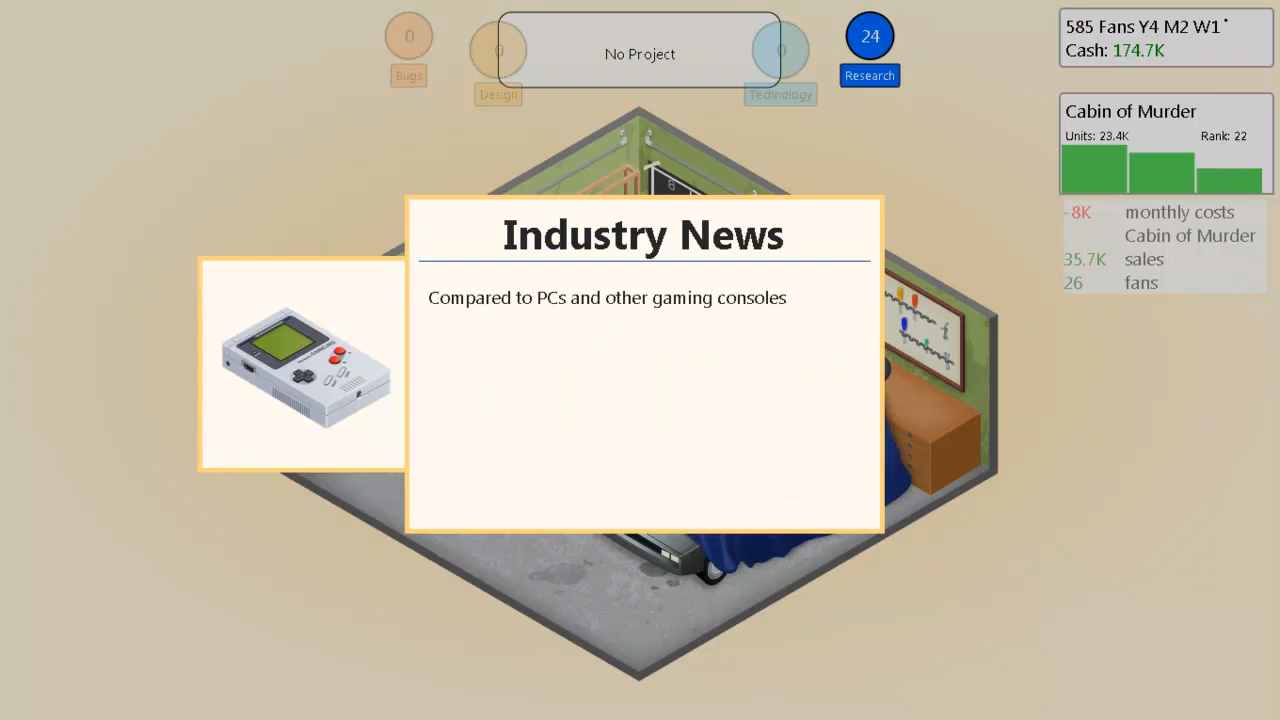 0
Bugs
0
Design
No Project
0
Technology
24
Research
585 Fans Y4 M2 W1
Cash: 174.7K
Cabin of Murder
Units: 23.4K Rank: 22
-8K monthly costs
Cabin of Murder
35.7K sales
26 fans
Industry News
Compared to PCs and other gaming consoles